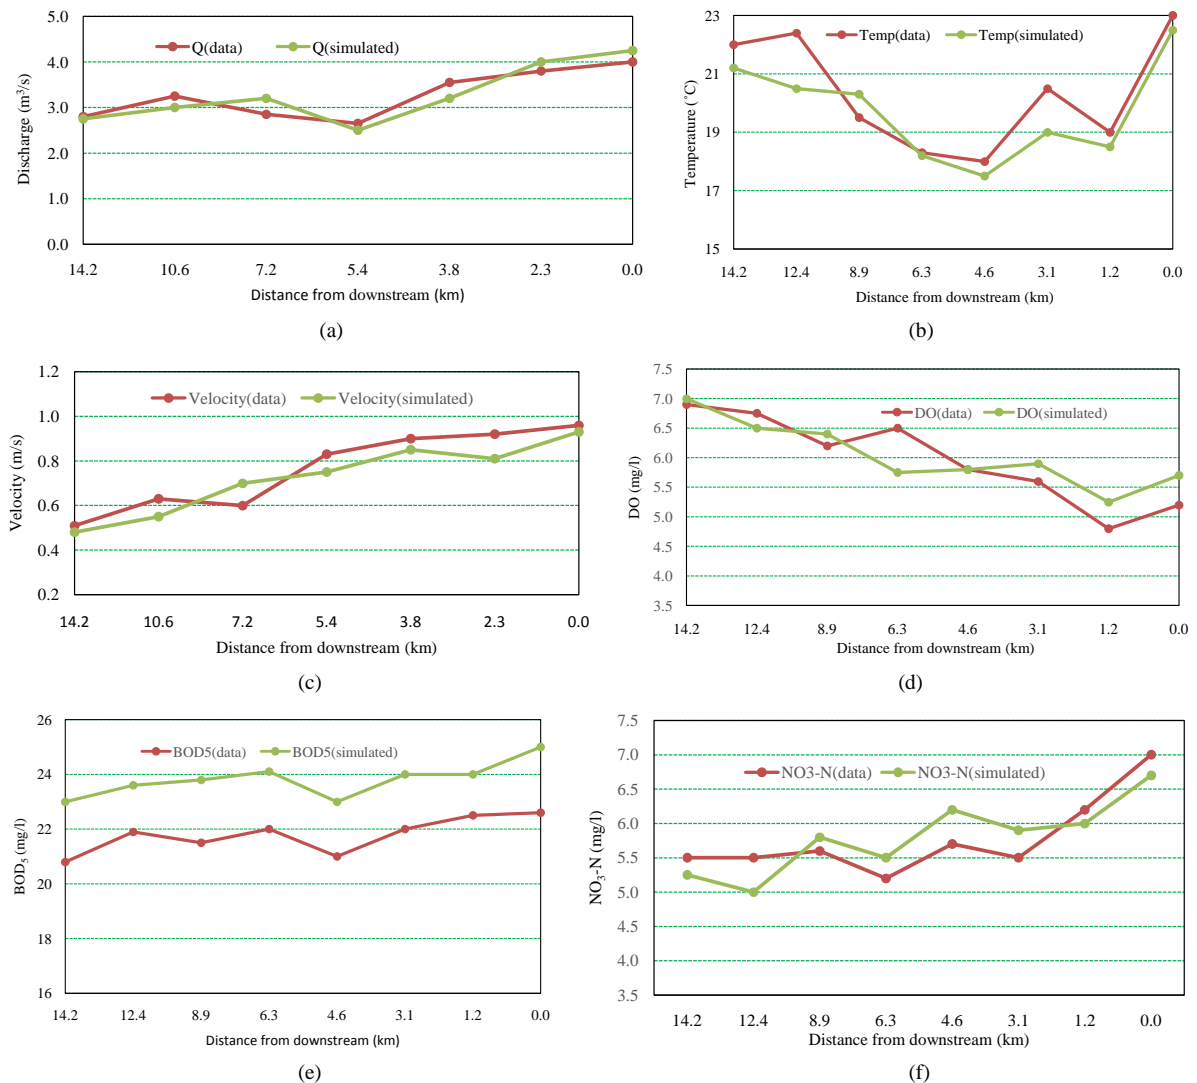 5.0
4.0
3.0
2.0
1.0
0.0
Discharge (m³/s)
Q(data) Q(simulated)
14.2 10.6 7.2 5.4 3.8 2.3 0.0
Distance from downstream (km)
(a)
23
21
19
17
15
Temperature (˚C)
Temp(data) Temp(simulated)
14.2 12.4 8.9 6.3 4.6 3.1 1.2 0.0
Distance from downstream (km)
(b)
1.2
1.0
0.8
0.6
0.4
0.2
Velocity (m/s)
Velocity(data) Velocity(simulated)
14.2 10.6 7.2 5.4 3.8 2.3 0.0
Distance from downstream (km)
(c)
7.5
7.0
6.5
6.0
5.5
5.0
4.5
4.0
3.5
DO (mg/l)
DO(data) DO(simulated)
14.2 12.4 8.9 6.3 4.6 3.1 1.2 0.0
Distance from downstream (km)
(d)
26
24
22
20
18
16
BOD₅ (mg/l)
BOD5(data) BOD5(simulated)
14.2 12.4 8.9 6.3 4.6 3.1 1.2 0.0
Distance from downstream (km)
(e)
7.5
7.0
6.5
6.0
5.5
5.0
4.5
4.0
3.5
NO₃-N (mg/l)
NO3-N(data) NO3-N(simulated)
14.2 12.4 8.9 6.3 4.6 3.1 1.2 0.0
Distance from downstream (km)
(f)